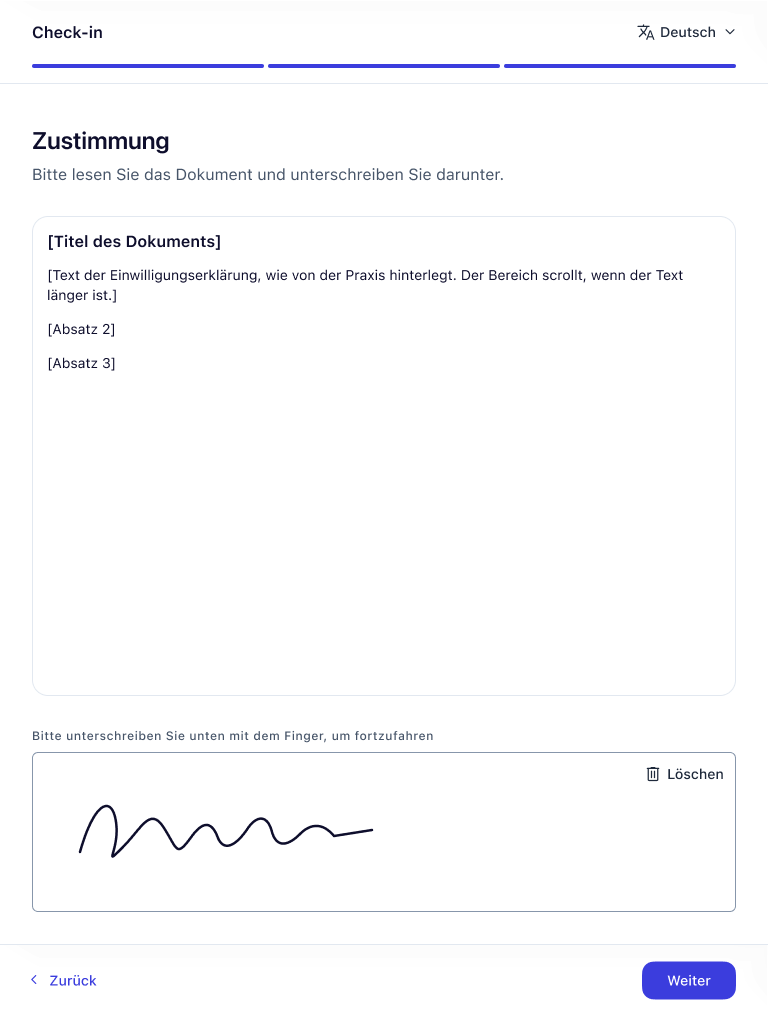 Check-in
Deutsch
Zustimmung
Bitte lesen Sie das Dokument und unterschreiben Sie darunter.
[Titel des Dokuments]
[Text der Einwilligungserklärung, wie von der Praxis hinterlegt. Der Bereich scrollt, wenn der Text
länger ist.]
[Absatz 2]
[Absatz 3]
Bitte unterschreiben Sie unten mit dem Finger, um fortzufahren
Löschen
Zurück
Weiter